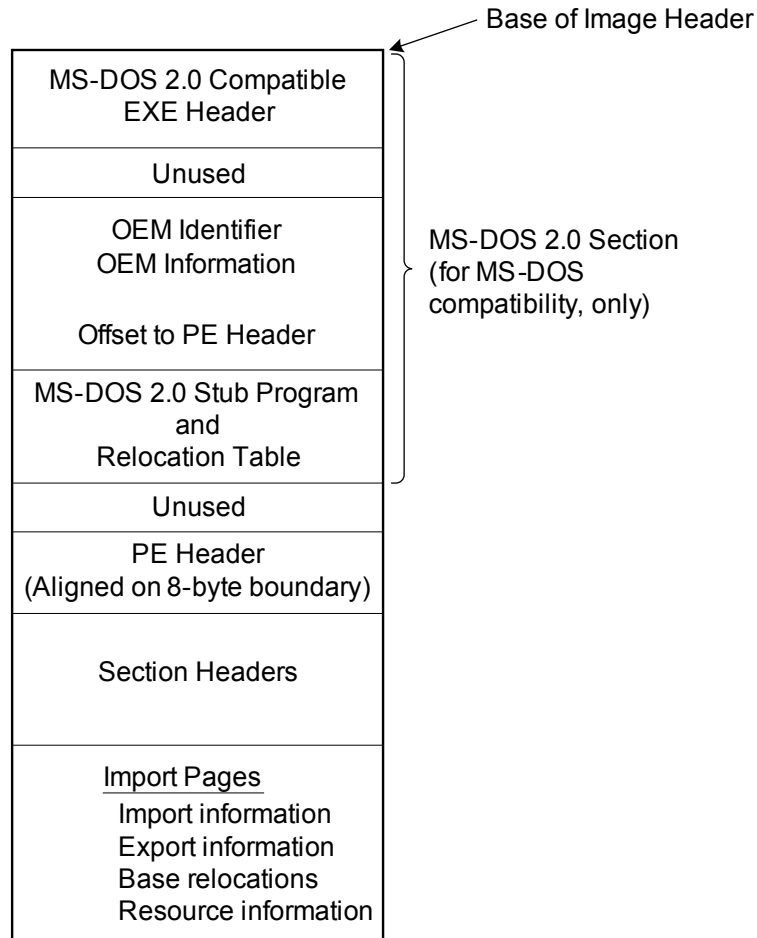 Base of Image Header
MS-DOS 2.0 Compatible
EXE Header
Unused
OEM Identifier
OEM Information
Offset to PE Header
MS-DOS 2.0 Section
(for MS-DOS
compatibility, only)
MS-DOS 2.0 Stub Program
and
Relocation Table
Unused
PE Header
(Aligned on 8-byte boundary)
Section Headers
Import Pages
Import information
Export information
Base relocations
Resource information